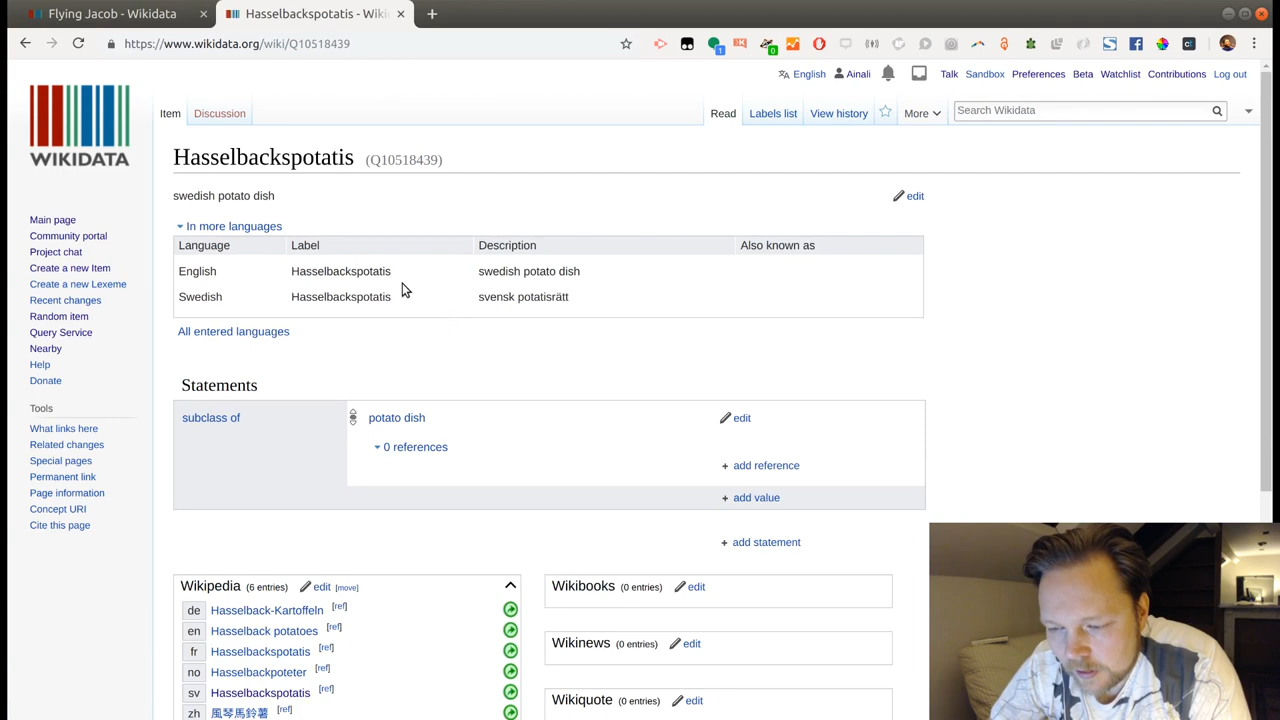 Flying Jacob - Wikidata
Hasselbackspotatis - Wiki
https://www.wikidata.org/wiki/Q10518439
1
0
English Ainali Talk Sandbox Preferences Beta Watchlist Contributions Log out
Item Discussion Read Labels list View history More Search Wikidata
WIKIDATA
Main page
Community portal
Project chat
Create a new Item
Create a new Lexeme
Recent changes
Random item
Query Service
Nearby
Help
Donate
Tools
What links here
Related changes
Special pages
Permanent link
Page information
Concept URI
Cite this page
Hasselbackspotatis (Q10518439)
swedish potato dish edit
In more languages
Language Label Description Also known as
English Hasselbackspotatis swedish potato dish
Swedish Hasselbackspotatis svensk potatisrätt
All entered languages
Statements
subclass of potato dish edit
0 references
+ add reference
+ add value
+ add statement
Wikipedia (6 entries) edit [move]
de Hasselback-Kartoffeln [ref]
en Hasselback potatoes [ref]
fr Hasselbackspotatis [ref]
no Hasselbackpoteter [ref]
sv Hasselbackspotatis [ref]
zh 風琴馬鈴薯 [ref]
Wikibooks (0 entries) edit
Wikinews (0 entries) edit
Wikiquote (0 entries) edit